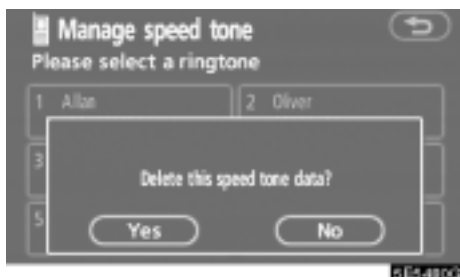 Manage speed tone
Please select a ringtone
1 Allan
2 Oliver
3
Delete this speed tone data?
5
Yes
No